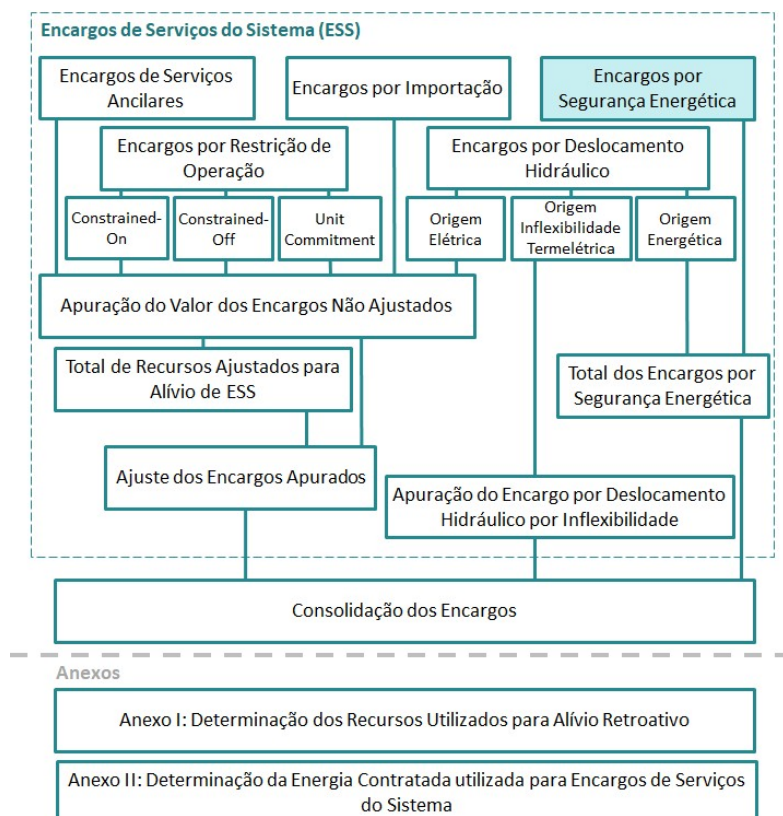 Encargos de Serviços do Sistema (ESS)
Encargos de Serviços
Ancilares
Encargos por Importação
Encargos por
Segurança Energética
Encargos por Restrição de
Operação
Encargos por Deslocamento
Hidráulico
Constrained-
On
Constrained-
Off
Unit
Commitment
Origem
Elétrica
Origem
Inflexibilidade
Termelétrica
Origem
Energética
Apuração do Valor dos Encargos Não Ajustados
Total de Recursos Ajustados para
Alívio de ESS
Total dos Encargos por
Segurança Energética
Ajuste dos Encargos Apurados
Apuração do Encargo por Deslocamento
Hidráulico por Inflexibilidade
Consolidação dos Encargos
Anexos
Anexo I: Determinação dos Recursos Utilizados para Alívio Retroativo
Anexo II: Determinação da Energia Contratada utilizada para Encargos de Serviços
do Sistema